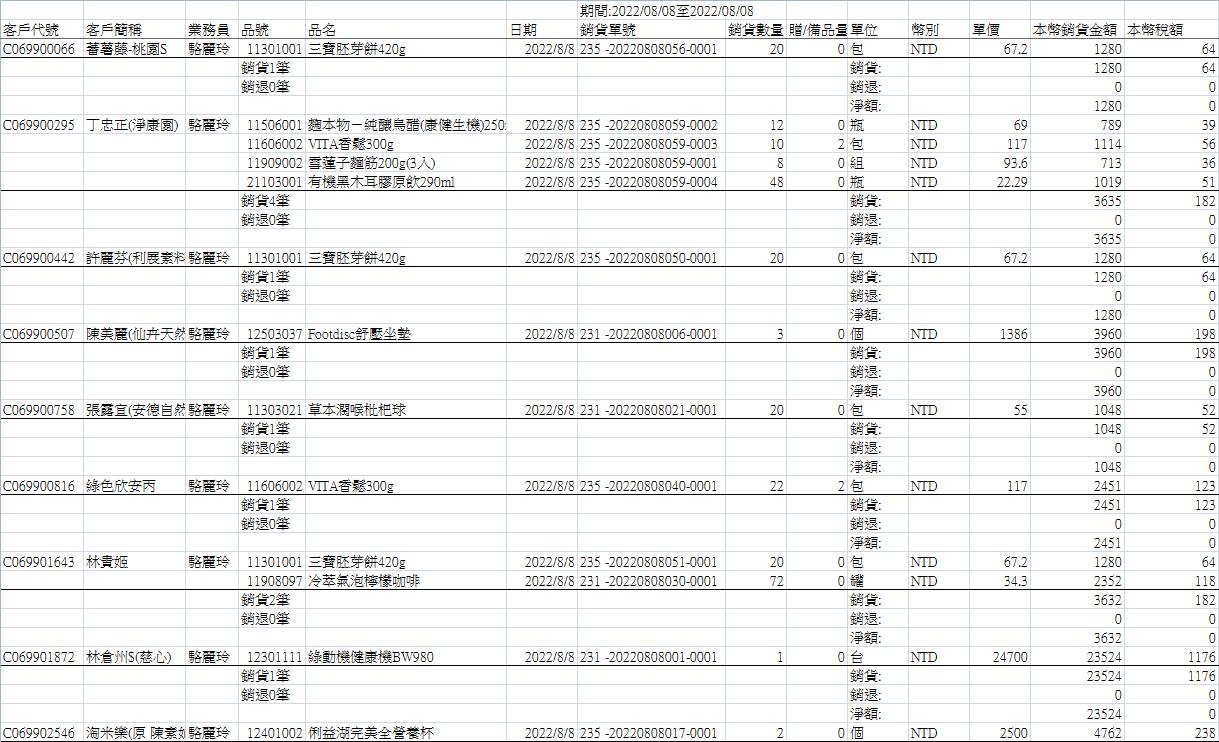 期間:2022/08/08至2022/08/08
客戶代號 客戶簡稱 業務員 品號 品名 日期 銷貨單號 銷貨數量 贈/備品量 單位 幣別 單價 本幣銷貨金額 本幣稅額
C069900066 蕃薯藤-桃園S 駱麗玲 11301001 三寶胚芽餅420g 2022/8/8 235 -20220808056-0001 20 0 包 NTD 67.2 1280 64
銷貨1筆 銷貨: 1280 64
銷退0筆 銷退: 0 0
淨額: 1280 0
C069900295 丁忠正(淨康園) 駱麗玲 11506001 麴本物－純釀烏醋(康健生機)250 2022/8/8 235 -20220808059-0002 12 0 瓶 NTD 69 789 39
11606002 VITA香鬆300g 2022/8/8 235 -20220808059-0003 10 2 包 NTD 117 1114 56
11909002 雪蓮子麵筋200g(3入) 2022/8/8 235 -20220808059-0001 8 0 組 NTD 93.6 713 36
21103001 有機黑木耳膠原飲290ml 2022/8/8 235 -20220808059-0004 48 0 瓶 NTD 22.29 1019 51
銷貨4筆 銷貨: 3635 182
銷退0筆 銷退: 0 0
淨額: 3635 0
C069900442 許麗芬(利展素料 駱麗玲 11301001 三寶胚芽餅420g 2022/8/8 235 -20220808050-0001 20 0 包 NTD 67.2 1280 64
銷貨1筆 銷貨: 1280 64
銷退0筆 銷退: 0 0
淨額: 1280 0
C069900507 陳美麗(仙卉天然 駱麗玲 12503037 Footdisc舒壓坐墊 2022/8/8 231 -20220808006-0001 3 0 個 NTD 1386 3960 198
銷貨1筆 銷貨: 3960 198
銷退0筆 銷退: 0 0
淨額: 3960 0
C069900758 張露宜(安德自然 駱麗玲 11303021 草本潤喉枇杷球 2022/8/8 231 -20220808021-0001 20 0 包 NTD 55 1048 52
銷貨1筆 銷貨: 1048 52
銷退0筆 銷退: 0 0
淨額: 1048 0
C069900816 綠色欣安丙 駱麗玲 11606002 VITA香鬆300g 2022/8/8 235 -20220808040-0001 22 2 包 NTD 117 2451 123
銷貨1筆 銷貨: 2451 123
銷退0筆 銷退: 0 0
淨額: 2451 0
C069901643 林貴姬 駱麗玲 11301001 三寶胚芽餅420g 2022/8/8 235 -20220808051-0001 20 0 包 NTD 67.2 1280 64
11908097 冷萃氣泡檸檬咖啡 2022/8/8 231 -20220808030-0001 72 0 罐 NTD 34.3 2352 118
銷貨2筆 銷貨: 3632 182
銷退0筆 銷退: 0 0
淨額: 3632 0
C069901872 林倉州S(慈心) 駱麗玲 12301111 綠動機健康機BW980 2022/8/8 231 -20220808001-0001 1 0 台 NTD 24700 23524 1176
銷貨1筆 銷貨: 23524 1176
銷退0筆 銷退: 0 0
淨額: 23524 0
C069902546 淘米樂(原 陳素 駱麗玲 12401002 俐益湖完美全營養杯 2022/8/8 235 -20220808017-0001 2 0 個 NTD 2500 4762 238